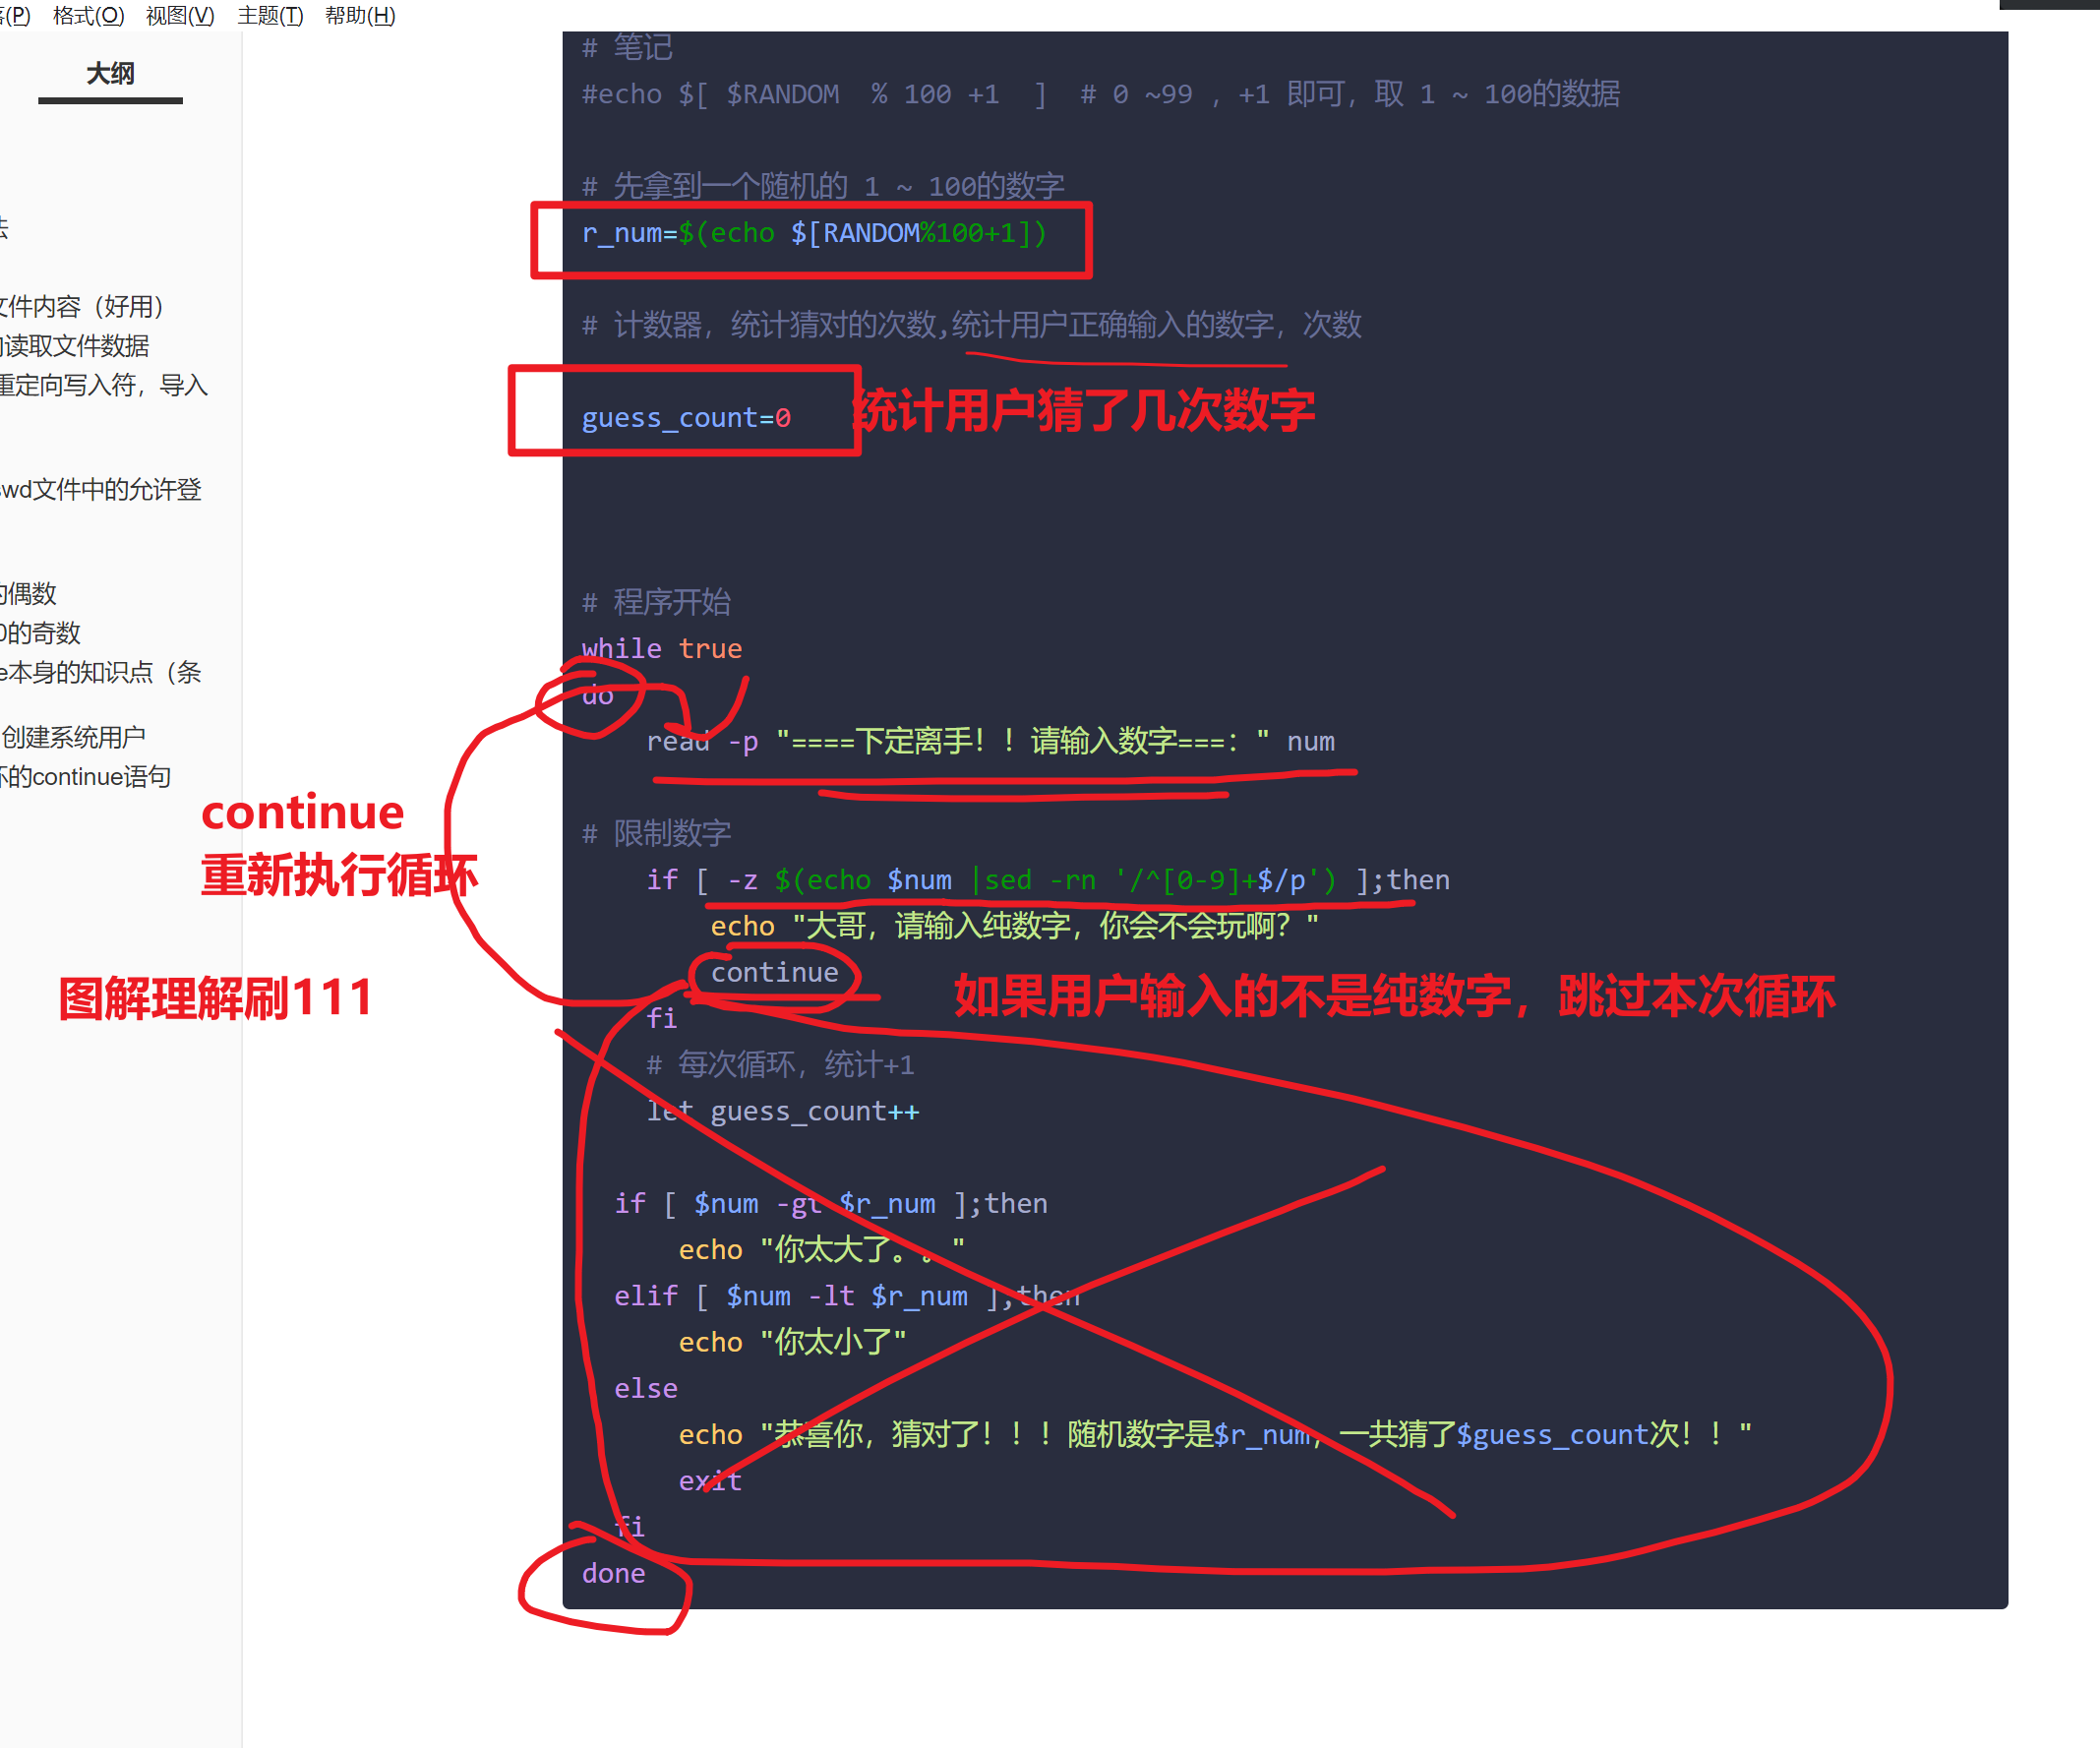 (P) 格式(O) 视图(V) 主题(T) 帮助(H)
大纲
法
文件内容（好用）
读取文件数据
重定向写入符，导入
swd文件中的允许登
的偶数
0的奇数
e本身的知识点（条
创建系统用户
环的continue语句
# 笔记
#echo $[ $RANDOM  % 100 +1  ]  # 0 ~99 ，+1 即可，取 1 ~ 100的数据
# 先拿到一个随机的 1 ~ 100的数字
r_num=$(echo $[RANDOM%100+1])
# 计数器，统计猜对的次数,统计用户正确输入的数字，次数
guess_count=0
统计用户猜了几次数字
# 程序开始
while true
do
read -p "====下定离手！！请输入数字===：" num
# 限制数字
if [ -z $(echo $num |sed -rn '/^[0-9]+$/p') ];then
echo "大哥，请输入纯数字，你会不会玩啊？"
continue
fi
# 每次循环，统计+1
let guess_count++
if [ $num -gt $r_num ];then
echo "你太大了。。"
elif [ $num -lt $r_num ];then
echo "你太小了"
else
echo "恭喜你，猜对了！！！随机数字是$r_num，一共猜了$guess_count次！！"
exit
fi
done
continue
重新执行循环
图解理解刷111
如果用户输入的不是纯数字，跳过本次循环